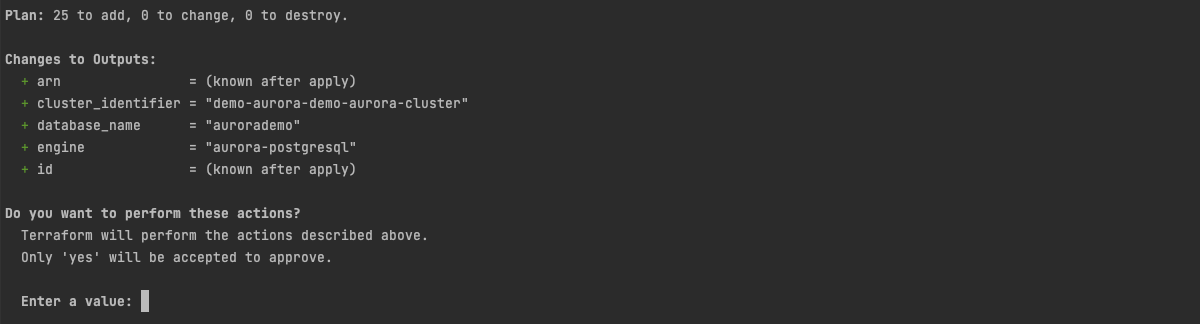 Plan: 25 to add, 0 to change, 0 to destroy.
Changes to Outputs:
+ arn                = (known after apply)
+ cluster_identifier = "demo-aurora-demo-aurora-cluster"
+ database_name      = "aurorademo"
+ engine             = "aurora-postgresql"
+ id                 = (known after apply)
Do you want to perform these actions?
Terraform will perform the actions described above.
Only 'yes' will be accepted to approve.
Enter a value: